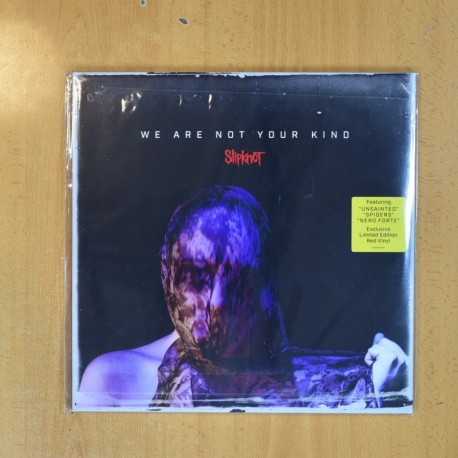 WE ARE NOT YOUR KIND
SlipKnoT
Featuring
"UNSAINTED"
"SPIDERS"
"NERO FORTE"
Exclusive
Limited Edition
Red Vinyl